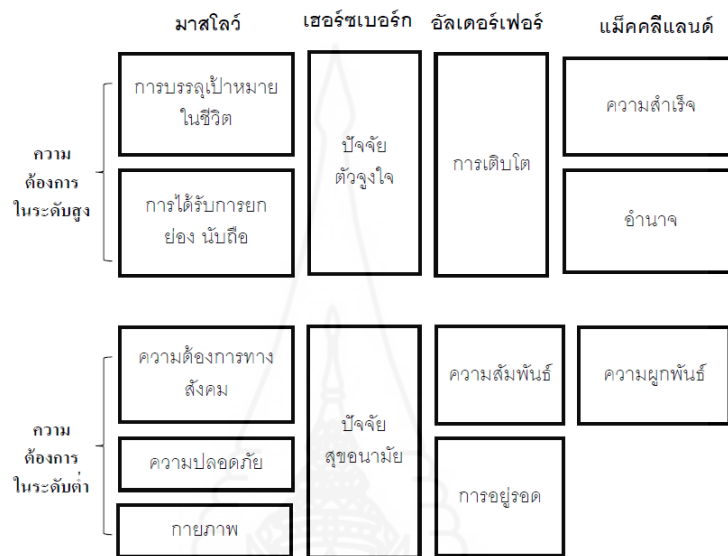 มาสโลว์
เฮอร์ซเบอร์ก
อัลเดอร์เฟอร์
แม็คคลีแลนด์
ความ
ต้องการ
ในระดับสูง
การบรรลุเป้าหมาย
ในชีวิต
การได้รับการยก
ย่อง นับถือ
ปัจจัย
ตัวจูงใจ
การเติบโต
ความสำเร็จ
อำนาจ
ความ
ต้องการ
ในระดับต่ำ
ความต้องการทาง
สังคม
ความปลอดภัย
กายภาพ
ปัจจัย
สุขอนามัย
ความสัมพันธ์
การอยู่รอด
ความผูกพันธ์